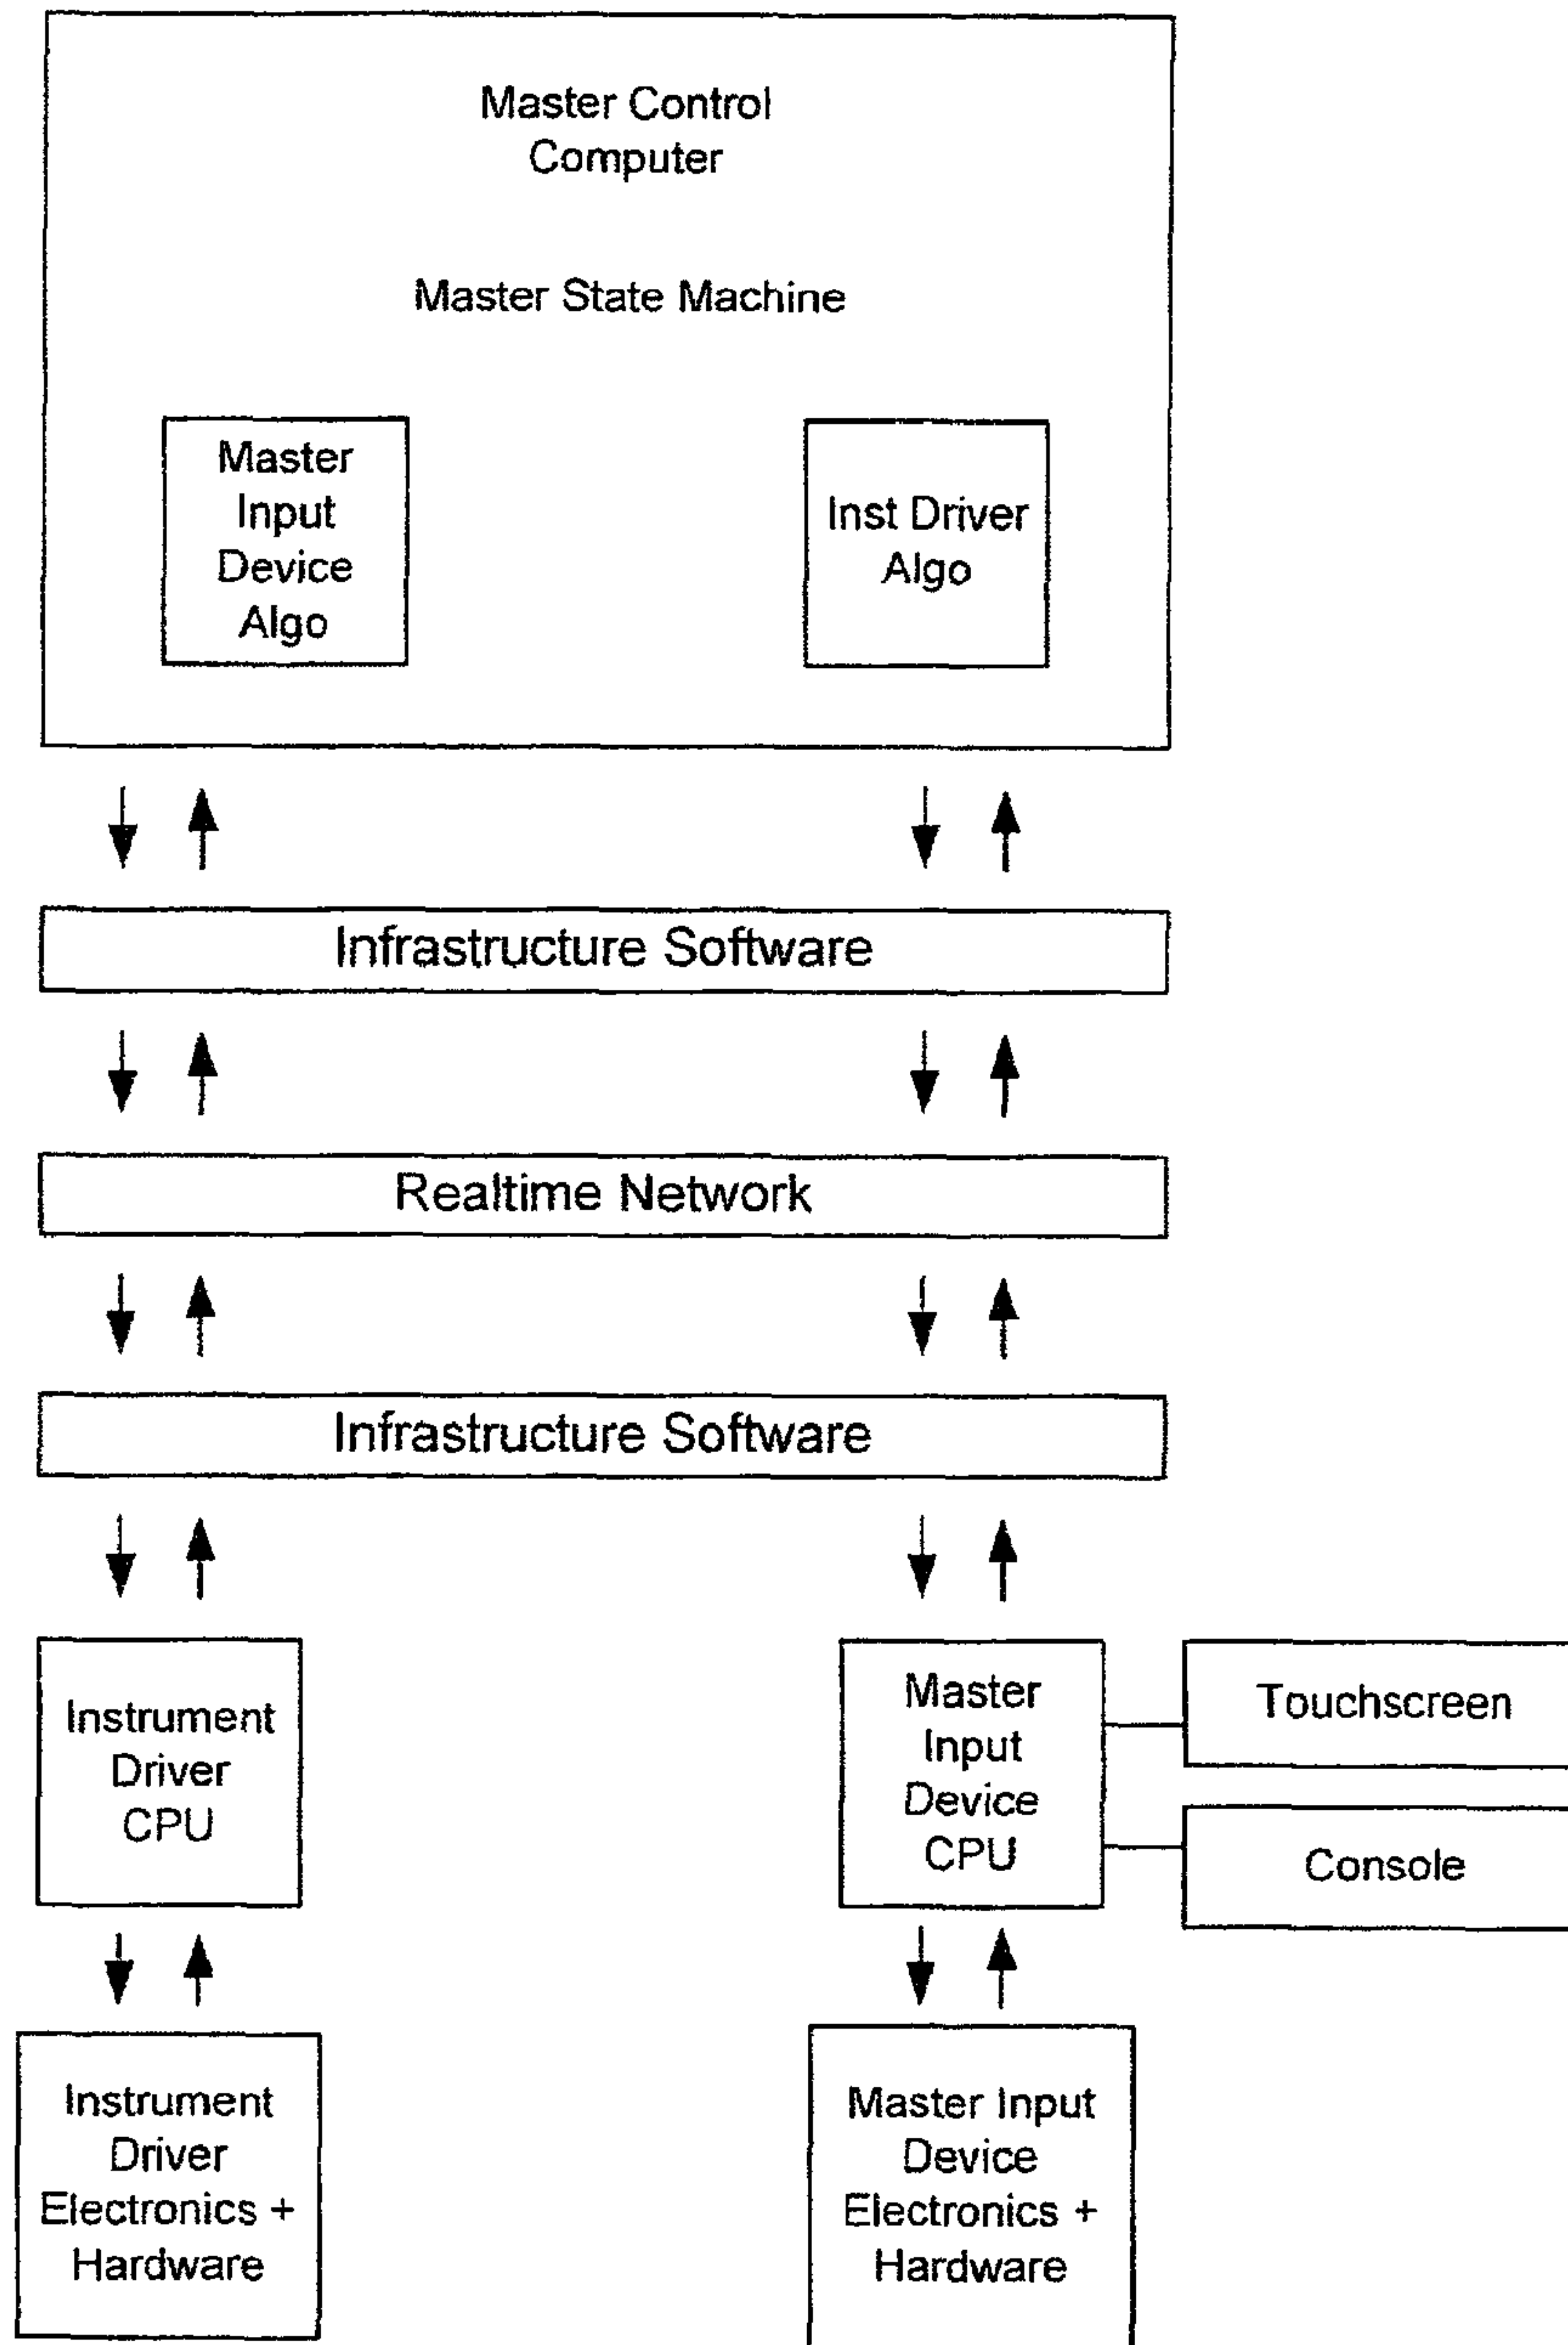 Master Control
Computer
Master State Machine
Master
Input
Device
Algo
Inst Driver
Algo
Infrastructure Software
Realtime Network
Infrastructure Software
Instrument
Driver
CPU
Master
Input
Device
CPU
Touchscreen
Console
Instrument
Driver
Electronics +
Hardware
Master Input
Device
Electronics +
Hardware